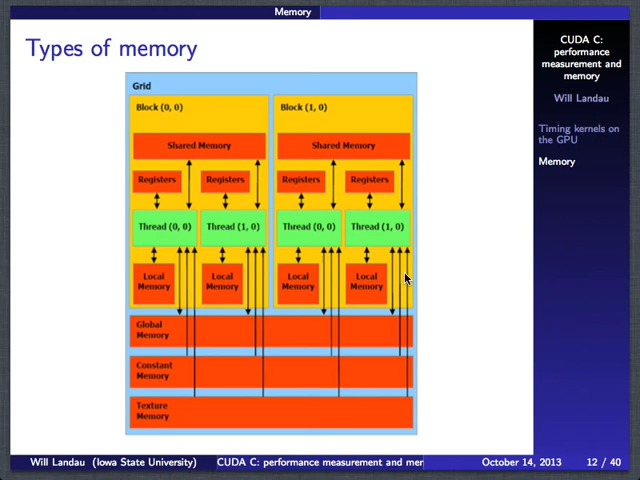 Memory
Types of memory
Grid
Block (0, 0)
Block (1, 0)
Shared Memory
Shared Memory
Registers
Registers
Registers
Registers
Thread (0, 0)
Thread (1, 0)
Thread (0, 0)
Thread (1, 0)
Local
Memory
Local
Memory
Local
Memory
Local
Memory
Global
Memory
Constant
Memory
Texture
Memory
CUDA C:
performance
measurement and
memory
Will Landau
Timing kernels on
the GPU
Memory
Will Landau (Iowa State University)
CUDA C: performance measurement and mer
October 14, 2013
12 / 40